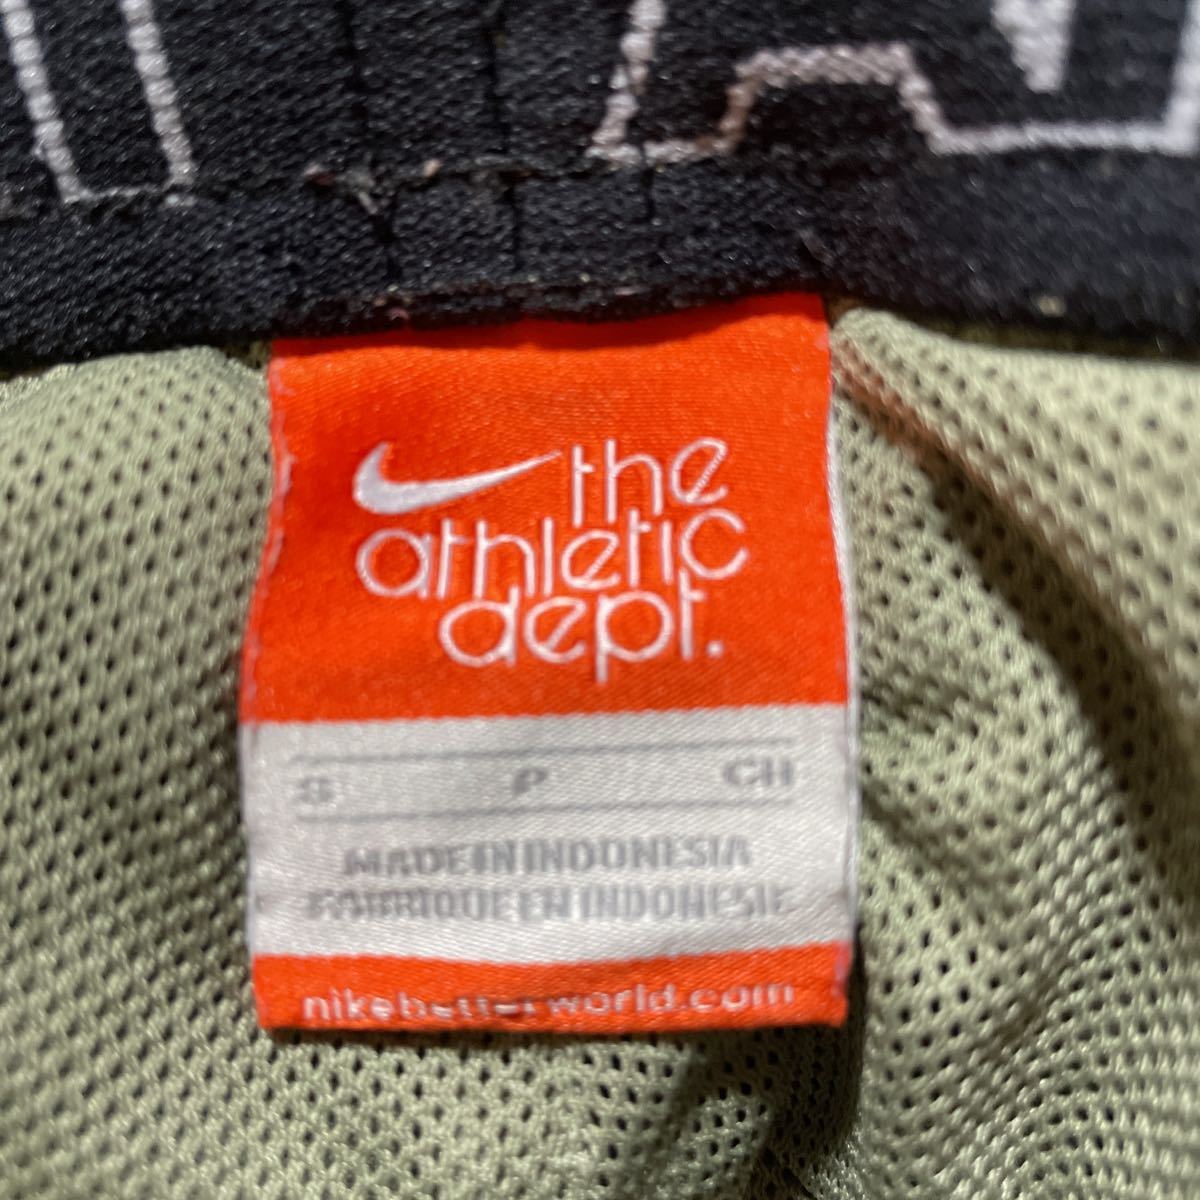 the
athletic
dept.
S P CH
MADE IN INDONESIA
FABRIQUE EN INDONESIE
nikebetterworld.com